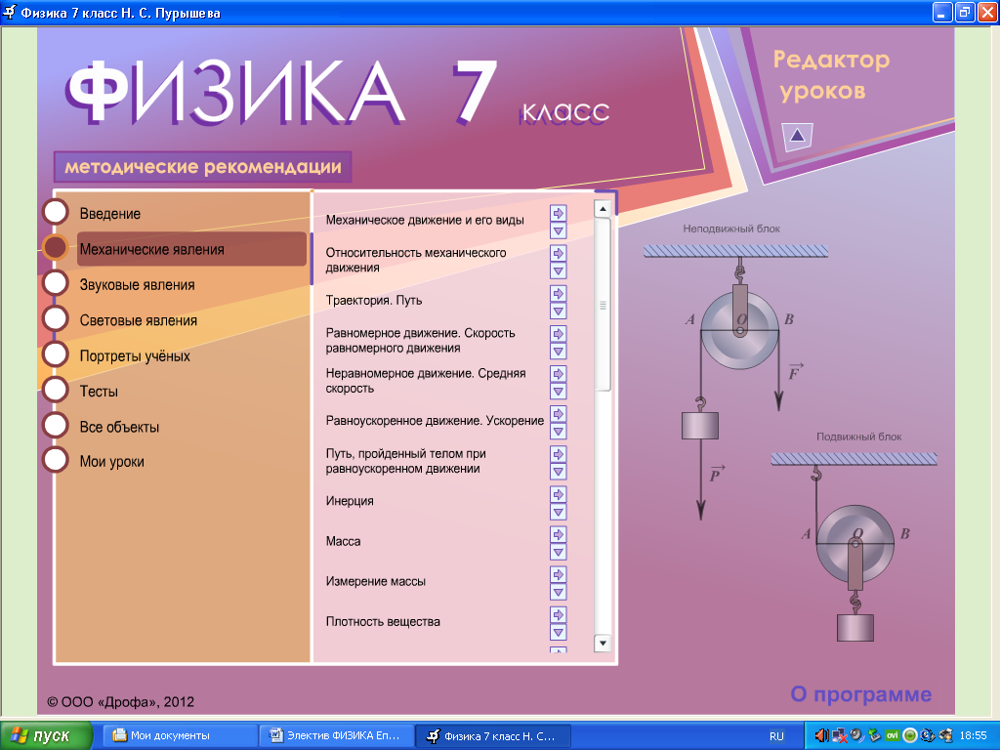 Физика 7 класс Н. С. Пурышева
ФИЗИКА 7 класс
Редактор
уроков
методические рекомендации
Введение
Механические явления
Звуковые явления
Световые явления
Портреты учёных
Тесты
Все объекты
Мои уроки
Механическое движение и его виды
Относительность механического
движения
Траектория. Путь
Равномерное движение. Скорость
равномерного движения
Неравномерное движение. Средняя
скорость
Равноускоренное движение. Ускорение
Путь, пройденный телом при
равноускоренном движении
Инерция
Масса
Измерение массы
Плотность вещества
Неподвижный блок
A O B
F
P
Подвижный блок
A O B
© ООО «Дрофа», 2012
О программе
пуск
Мои документы
Электив ФИЗИКА Еп...
Физика 7 класс Н. С...
RU
ovi
18:55